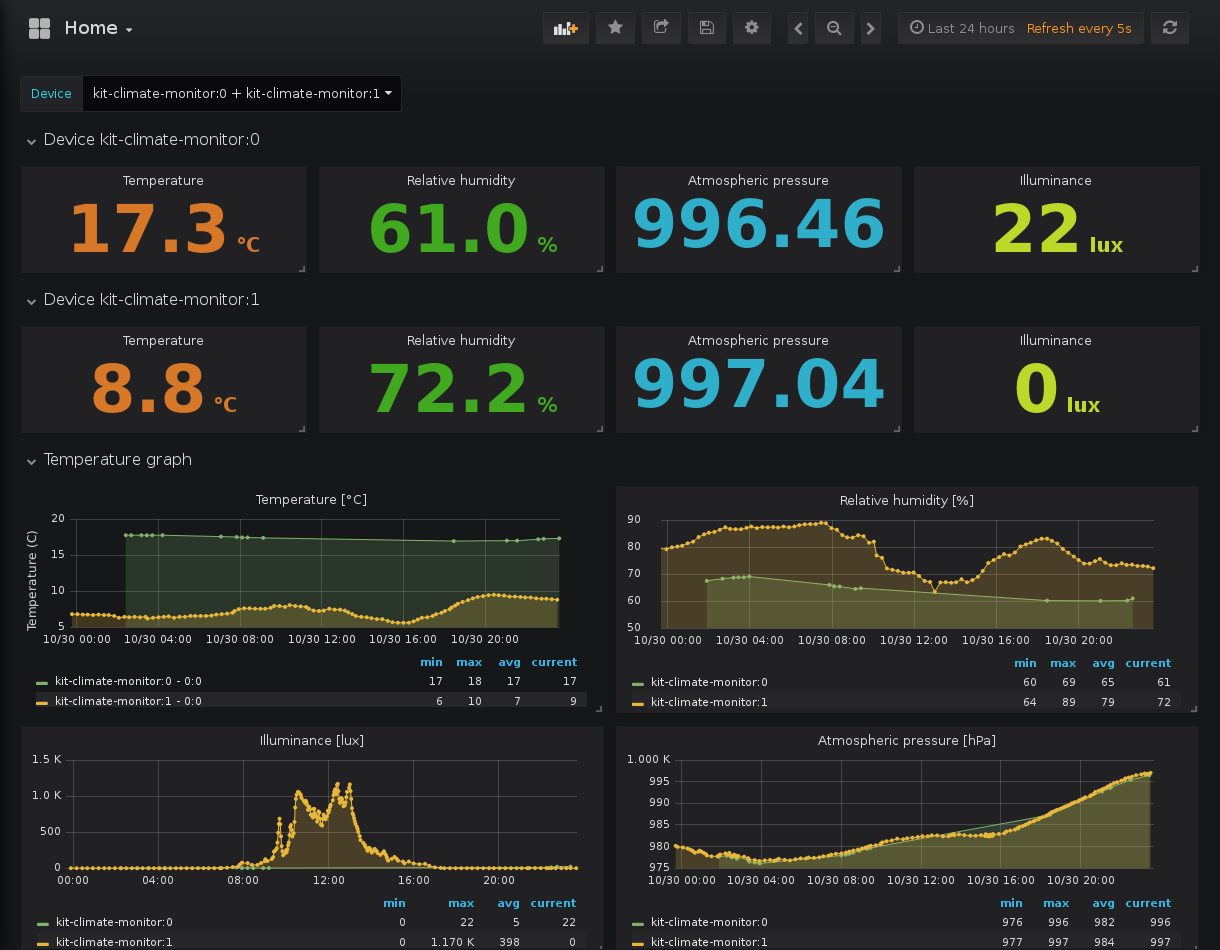 Home
Last 24 hours Refresh every 5s
Device kit-climate-monitor:0 + kit-climate-monitor:1
Device kit-climate-monitor:0
Temperature Relative humidity Atmospheric pressure Illuminance
17.3 °C 61.0 % 996.46 22 lux
Device kit-climate-monitor:1
Temperature Relative humidity Atmospheric pressure Illuminance
8.8 °C 72.2 % 997.04 0 lux
Temperature graph
Temperature [°C]
Temperature (C)
20
15
10
5
10/30 00:00 10/30 04:00 10/30 08:00 10/30 12:00 10/30 16:00 10/30 20:00
min max avg current
kit-climate-monitor:0 - 0:0 17 18 17 17
kit-climate-monitor:1 - 0:0 6 10 7 9
Relative humidity [%]
90
80
70
60
50
10/30 00:00 10/30 04:00 10/30 08:00 10/30 12:00 10/30 16:00 10/30 20:00
min max avg current
kit-climate-monitor:0 60 69 65 61
kit-climate-monitor:1 64 89 79 72
Illuminance [lux]
1.5 K
1.0 K
500
0
00:00 04:00 08:00 12:00 16:00 20:00
min max avg current
kit-climate-monitor:0 0 22 5 22
kit-climate-monitor:1 0 1.170 K 398 0
Atmospheric pressure [hPa]
1.000 K
995
990
985
980
975
10/30 00:00 10/30 04:00 10/30 08:00 10/30 12:00 10/30 16:00 10/30 20:00
min max avg current
kit-climate-monitor:0 976 996 982 996
kit-climate-monitor:1 977 997 984 997